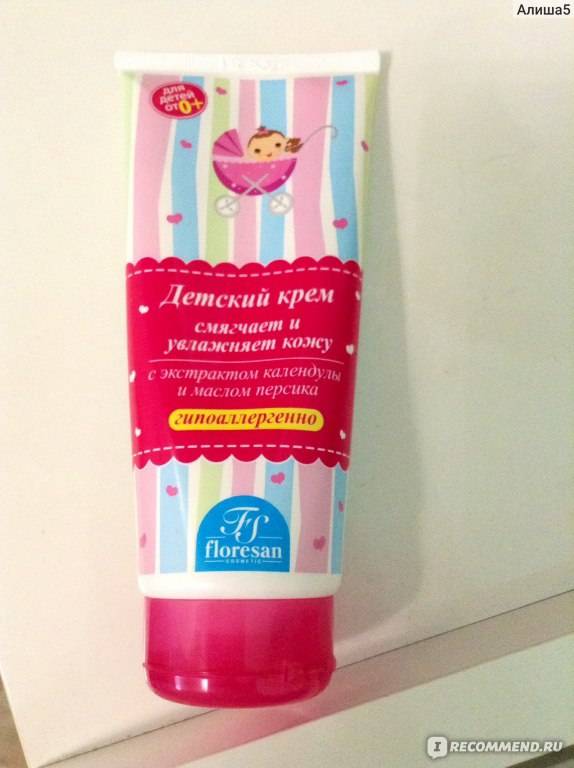 Алиша5
для
детей
от 0+
Детский крем
смягчает и
увлажняет кожу
с экстрактом календулы
и маслом персика
гипоаллергенно
FS
floresan
COSMETIC
I RECOMMEND.RU